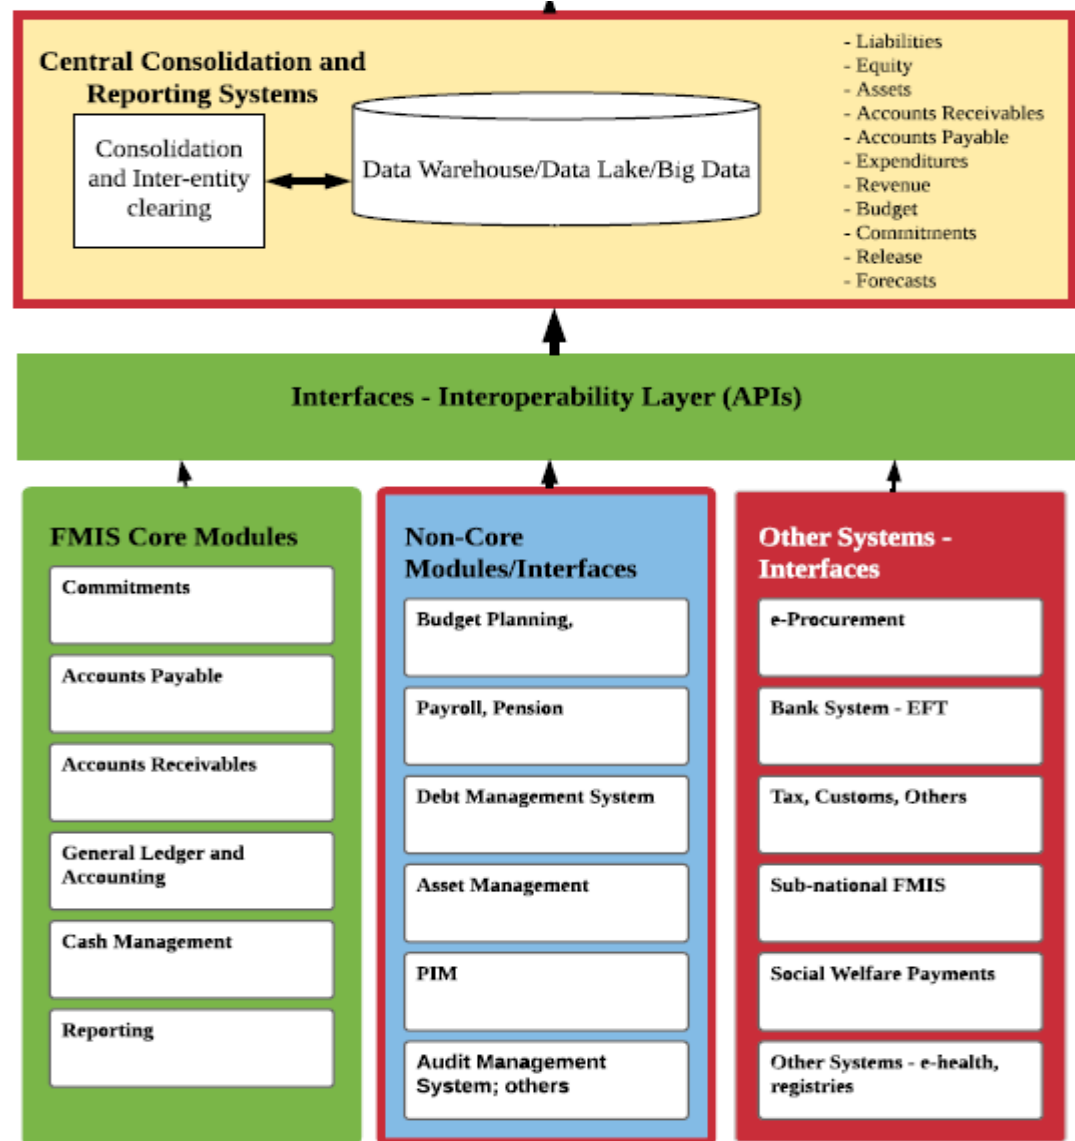 Central Consolidation and
Reporting Systems
Consolidation
and Inter-entity
clearing
Data Warehouse/Data Lake/Big Data
- Liabilities
- Equity
- Assets
- Accounts Receivables
- Accounts Payable
- Expenditures
- Revenue
- Budget
- Commitments
- Release
- Forecasts
Interfaces - Interoperability Layer (APIs)
FMIS Core Modules
Commitments
Accounts Payable
Accounts Receivables
General Ledger and
Accounting
Cash Management
Reporting
Non-Core
Modules/Interfaces
Budget Planning,
Payroll, Pension
Debt Management System
Asset Management
PIM
Audit Management
System; others
Other Systems -
Interfaces
e-Procurement
Bank System - EFT
Tax, Customs, Others
Sub-national FMIS
Social Welfare Payments
Other Systems - e-health,
registries